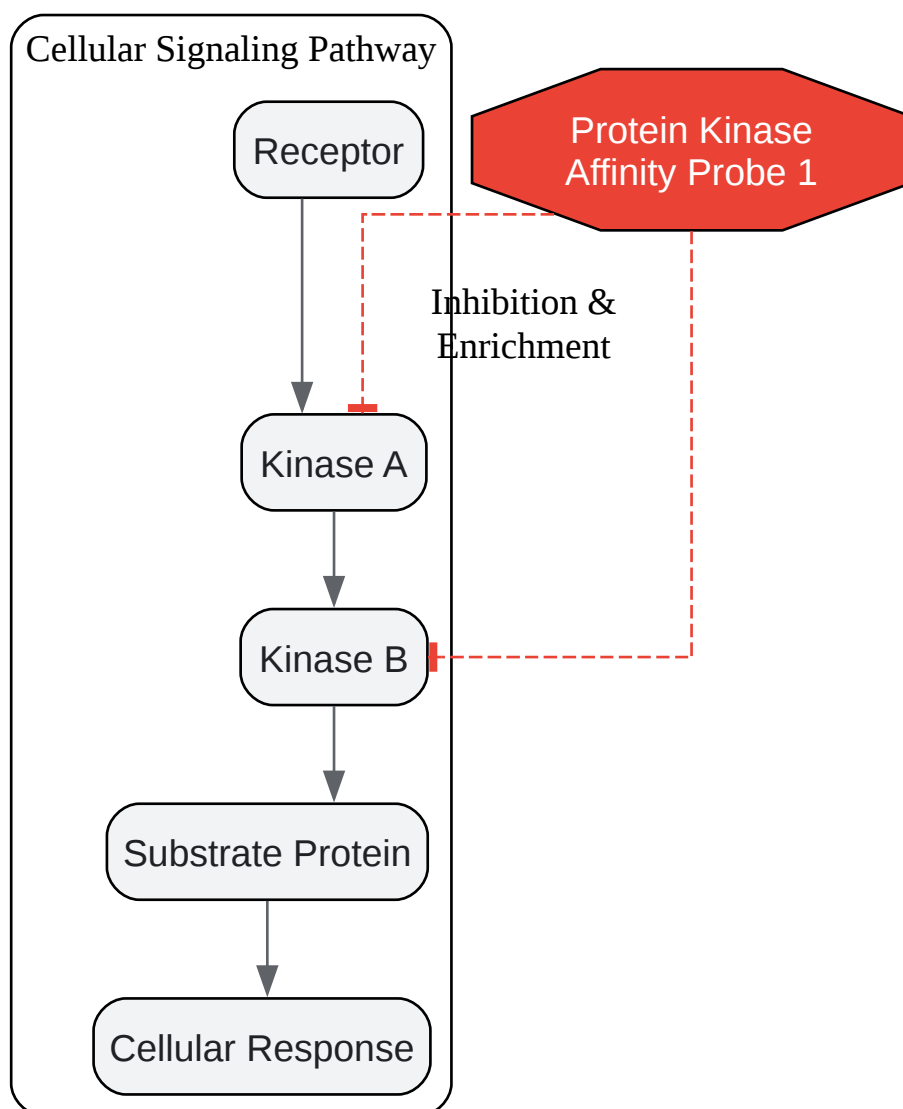 Cellular Signaling Pathway
Receptor
Protein Kinase
Affinity Probe 1
Inhibition &
Enrichment
Kinase A
Kinase B
Substrate Protein
Cellular Response